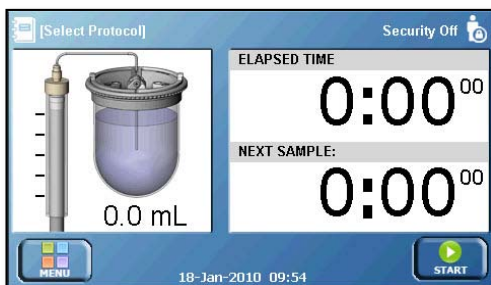 [Select Protocol]
Security Off
ELAPSED TIME
0:00 00
NEXT SAMPLE:
0:00 00
0.0 mL
MENU
18-Jan-2010 09:54
START